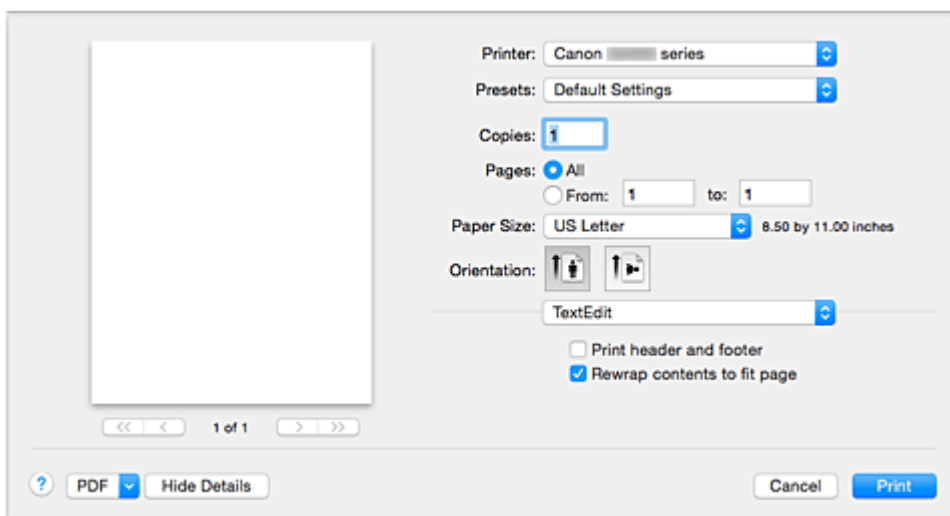 Printer: Canon series
Presets: Default Settings
Copies: 1
Pages: All
From: 1 to: 1
Paper Size: US Letter 8.50 by 11.00 inches
Orientation:
TextEdit
Print header and footer
Rewrap contents to fit page
<< < 1 of 1 > >>
? PDF Hide Details Cancel Print